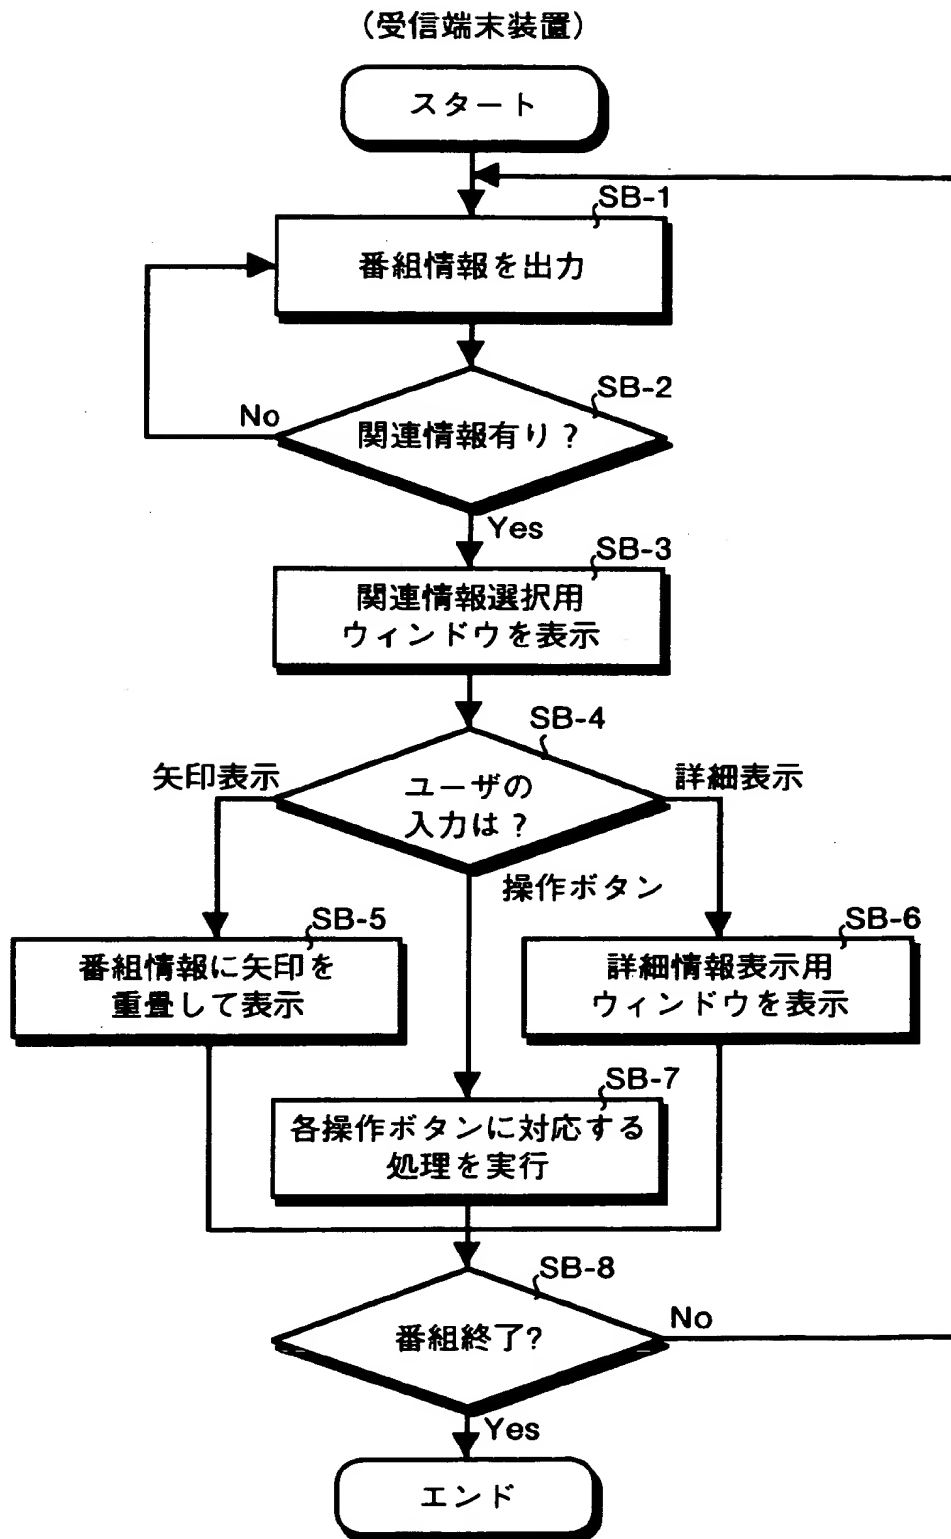 （受信端末装置）
スタート
SB-1
番組情報を出力
SB-2
No
関連情報有り？
Yes
SB-3
関連情報選択用
ウィンドウを表示
SB-4
矢印表示
詳細表示
ユーザの
入力は？
操作ボタン
SB-5
SB-6
番組情報に矢印を
重畳して表示
詳細情報表示用
ウィンドウを表示
SB-7
各操作ボタンに対応する
処理を実行
SB-8
No
番組終了?
Yes
エンド